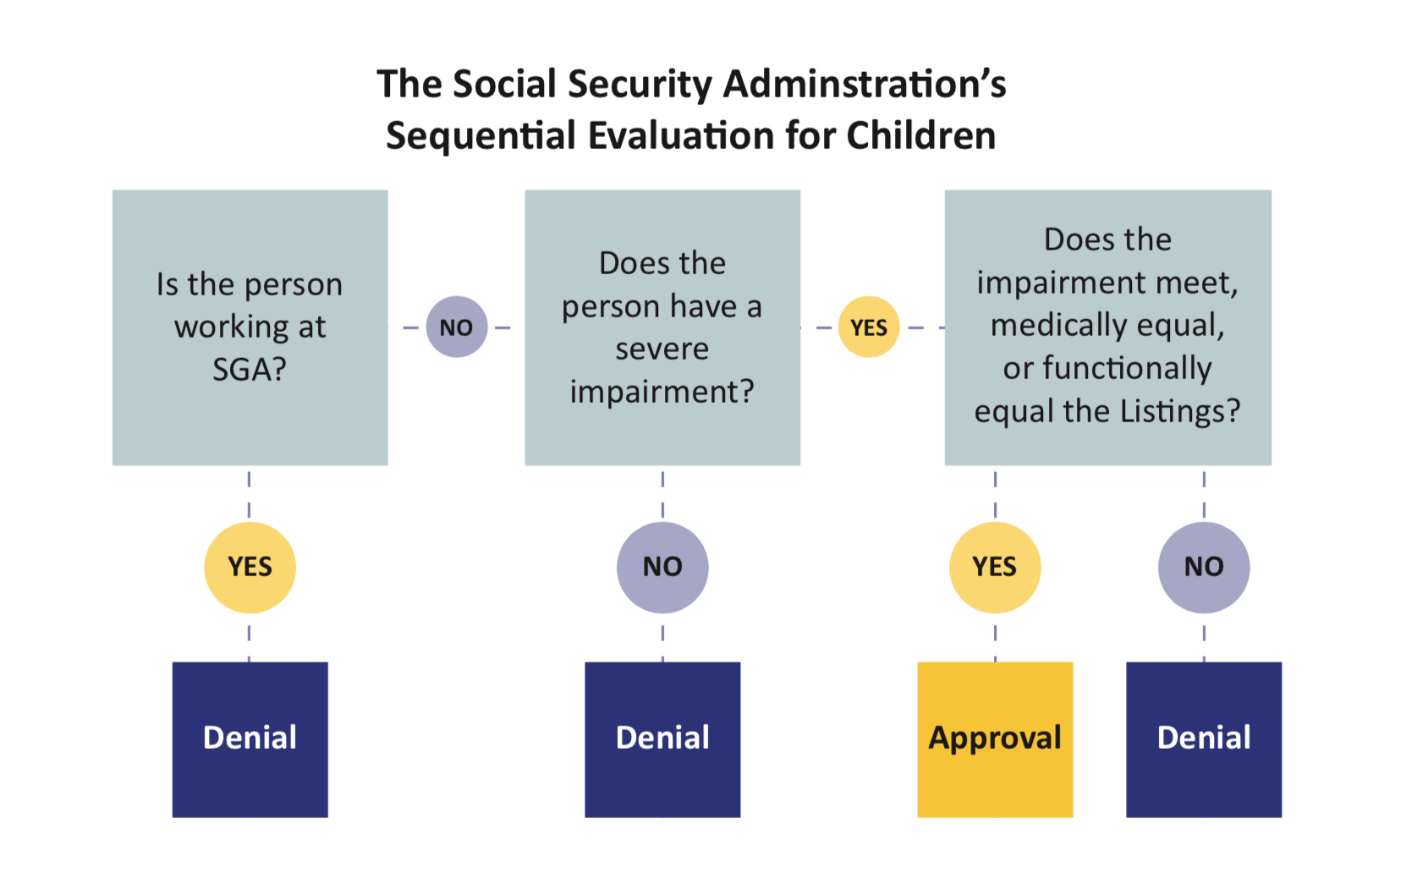 The Social Security Adminstration’s
Sequential Evaluation for Children
Is the person
working at
SGA?
NO
Does the
person have a
severe
impairment?
YES
Does the
impairment meet,
medically equal,
or functionally
equal the Listings?
YES
NO
YES
NO
Denial
Denial
Approval
Denial